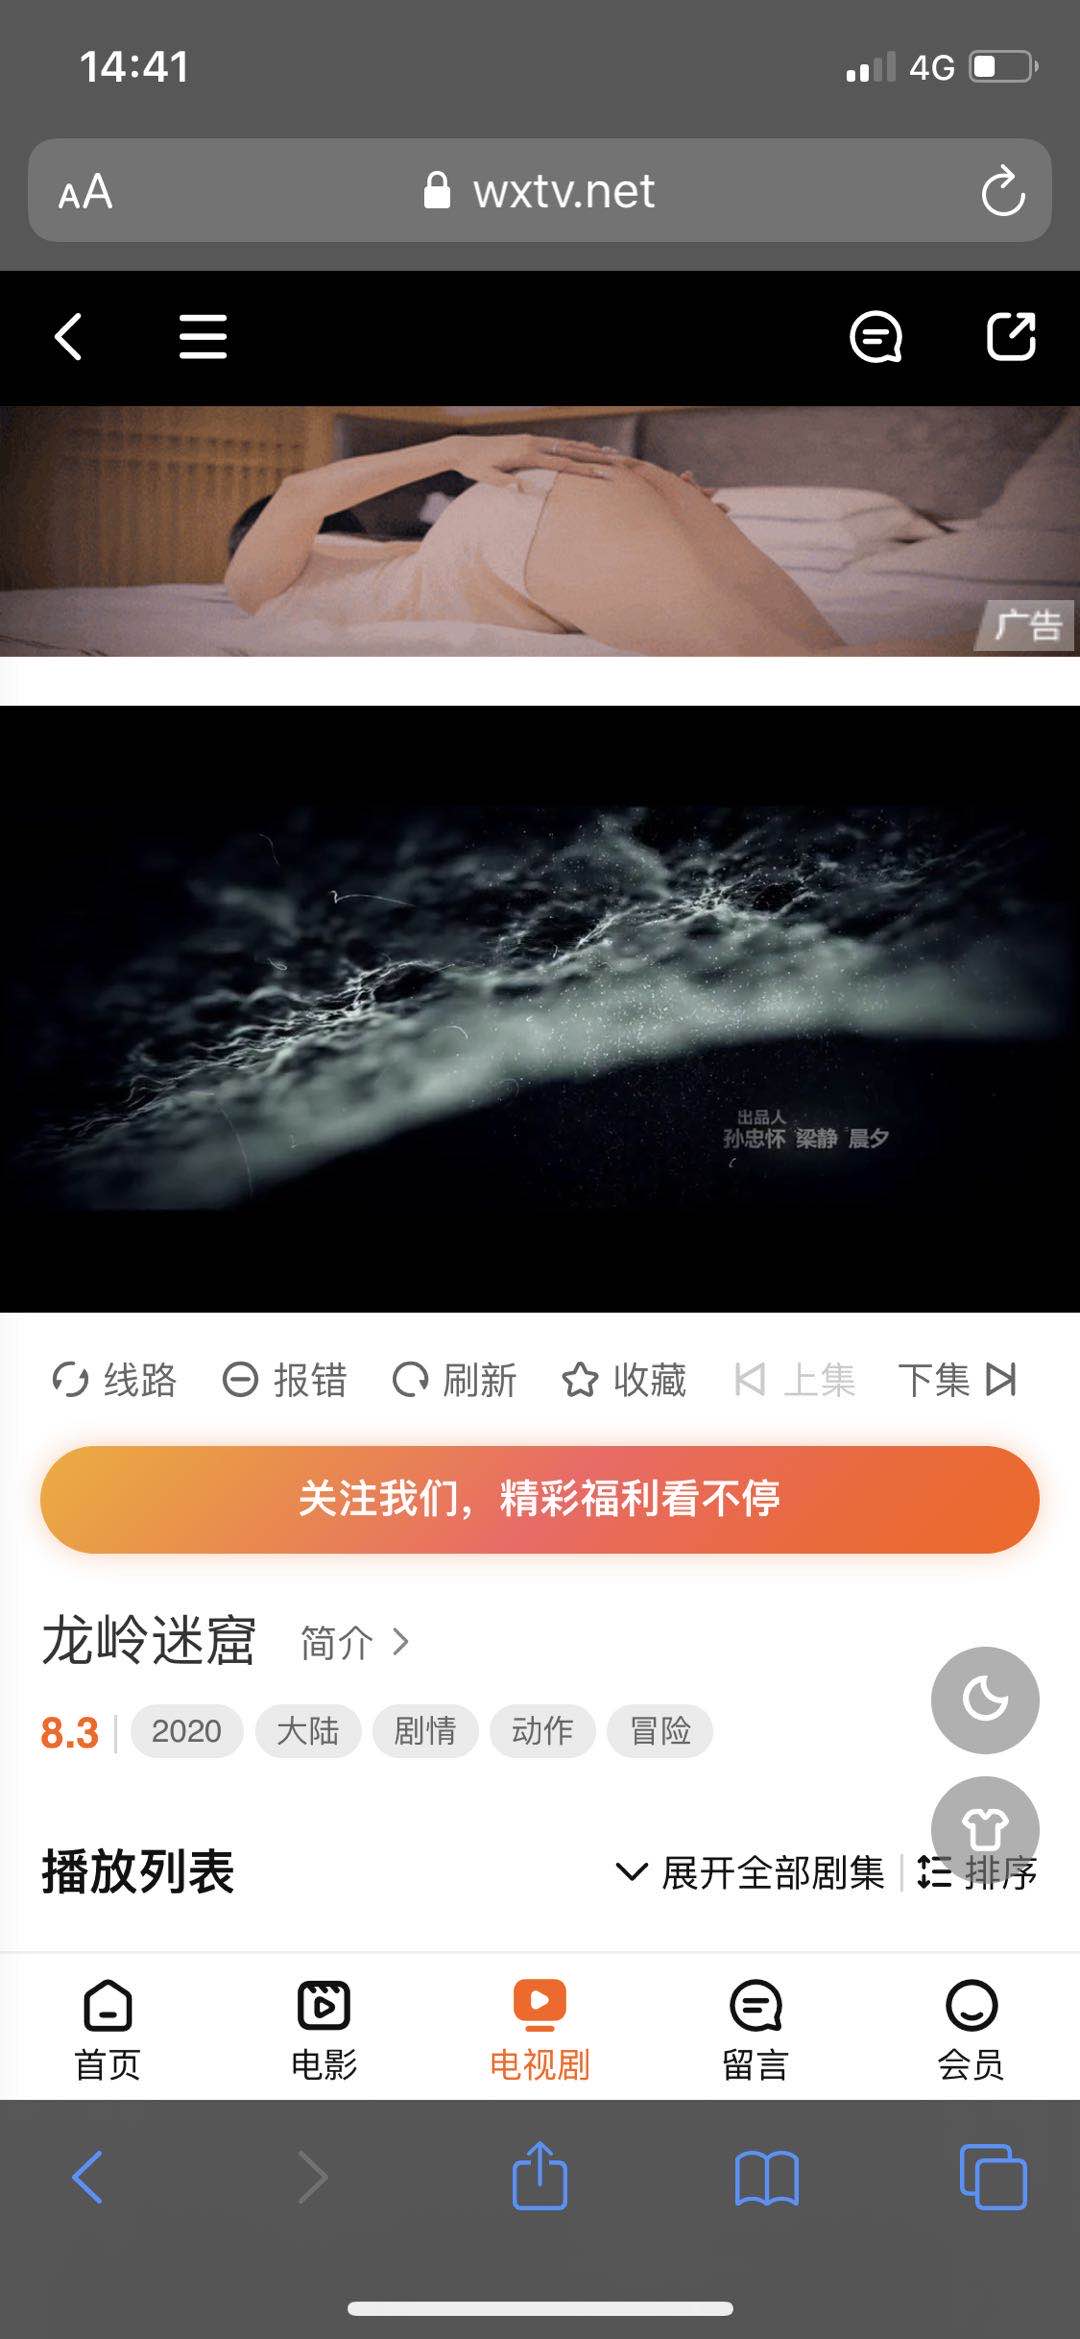 14:41
4G
AA
wxtv.net
广告
出品人
孙忠怀 梁静 晨夕
线路 报错 刷新 收藏 上集 下集
关注我们，精彩福利看不停
龙岭迷窟 简介
8.3 2020 大陆 剧情 动作 冒险
播放列表 展开全部剧集 排序
首页 电影 电视剧 留言 会员